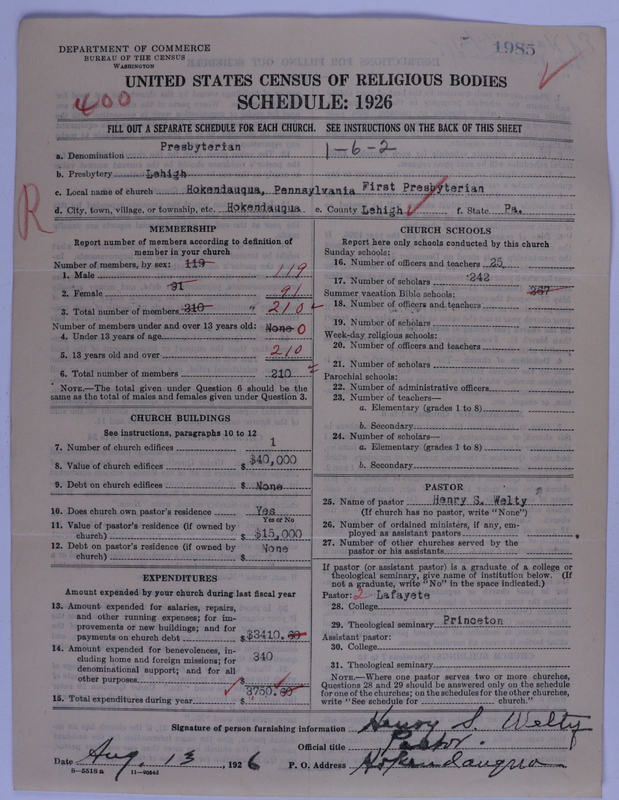 DEPARTMENT OF COMMERCE
BUREAU OF THE CENSUS
WASHINGTON
1985
UNITED STATES CENSUS OF RELIGIOUS BODIES
400
SCHEDULE: 1926
FILL OUT A SEPARATE SCHEDULE FOR EACH CHURCH. SEE INSTRUCTIONS ON THE BACK OF THIS SHEET
a. Denomination Presbyterian 1-6-2
b. Presbytery Lehigh
c. Local name of church Hokendauqua, Pennsylvania First Presbyterian
d. City, town, village, or township, etc. Hokendauqua e. County Lehigh f. State Pa.
R
MEMBERSHIP
Report number of members according to definition of
member in your church
Number of members, by sex: 119
1. Male 119
2. Female 91 91
3. Total number of members 210 210
Number of members under and over 13 years old: None 0
4. Under 13 years of age
5. 13 years old and over 210
6. Total number of members 210
NOTE.—The total given under Question 6 should be the
same as the total of males and females given under Question 3.
CHURCH BUILDINGS
See instructions, paragraphs 10 to 12
7. Number of church edifices 1
8. Value of church edifices $40,000
9. Debt on church edifices $ None
10. Does church own pastor's residence Yes
Yes or No
11. Value of pastor's residence (if owned by
church) $ $15,000
12. Debt on pastor's residence (if owned by
church) $ None
EXPENDITURES
Amount expended by your church during last fiscal year
13. Amount expended for salaries, repairs,
and other running expenses; for im-
provements or new buildings; and for
payments on church debt $ $3410.
14. Amount expended for benevolences, in-
cluding home and foreign missions; for
denominational support; and for all
other purposes $ 340
15. Total expenditures during year $ 3750.
CHURCH SCHOOLS
Report here only schools conducted by this church
Sunday schools:
16. Number of officers and teachers 25
17. Number of scholars 242
Summer vacation Bible schools: 267
18. Number of officers and teachers
19. Number of scholars
Week-day religious schools:
20. Number of officers and teachers
21. Number of scholars
Parochial schools:
22. Number of administrative officers
23. Number of teachers—
a. Elementary (grades 1 to 8)
b. Secondary
24. Number of scholars—
a. Elementary (grades 1 to 8)
b. Secondary
PASTOR
25. Name of pastor Henry S. Welty
(If church has no pastor, write "None")
26. Number of ordained ministers, if any, em-
ployed as assistant pastors
27. Number of other churches served by the
pastor or his assistants
If pastor (or assistant pastor) is a graduate of a college or
theological seminary, give name of institution below. (If
not a graduate, write "No" in the space indicated.)
Pastor: 2 Lafayete
28. College
29. Theological seminary Princeton
Assistant pastor:
30. College
31. Theological seminary
NOTE.—Where one pastor serves two or more churches,
Questions 28 and 29 should be answered only on the schedule
for one of the churches; on the schedules for the other churches,
write "See schedule for church."
Signature of person furnishing information Henry S. Welty
Official title Pastor.
Date Aug. 13, 1926 P. O. Address Hokendauqua
8-5518 a